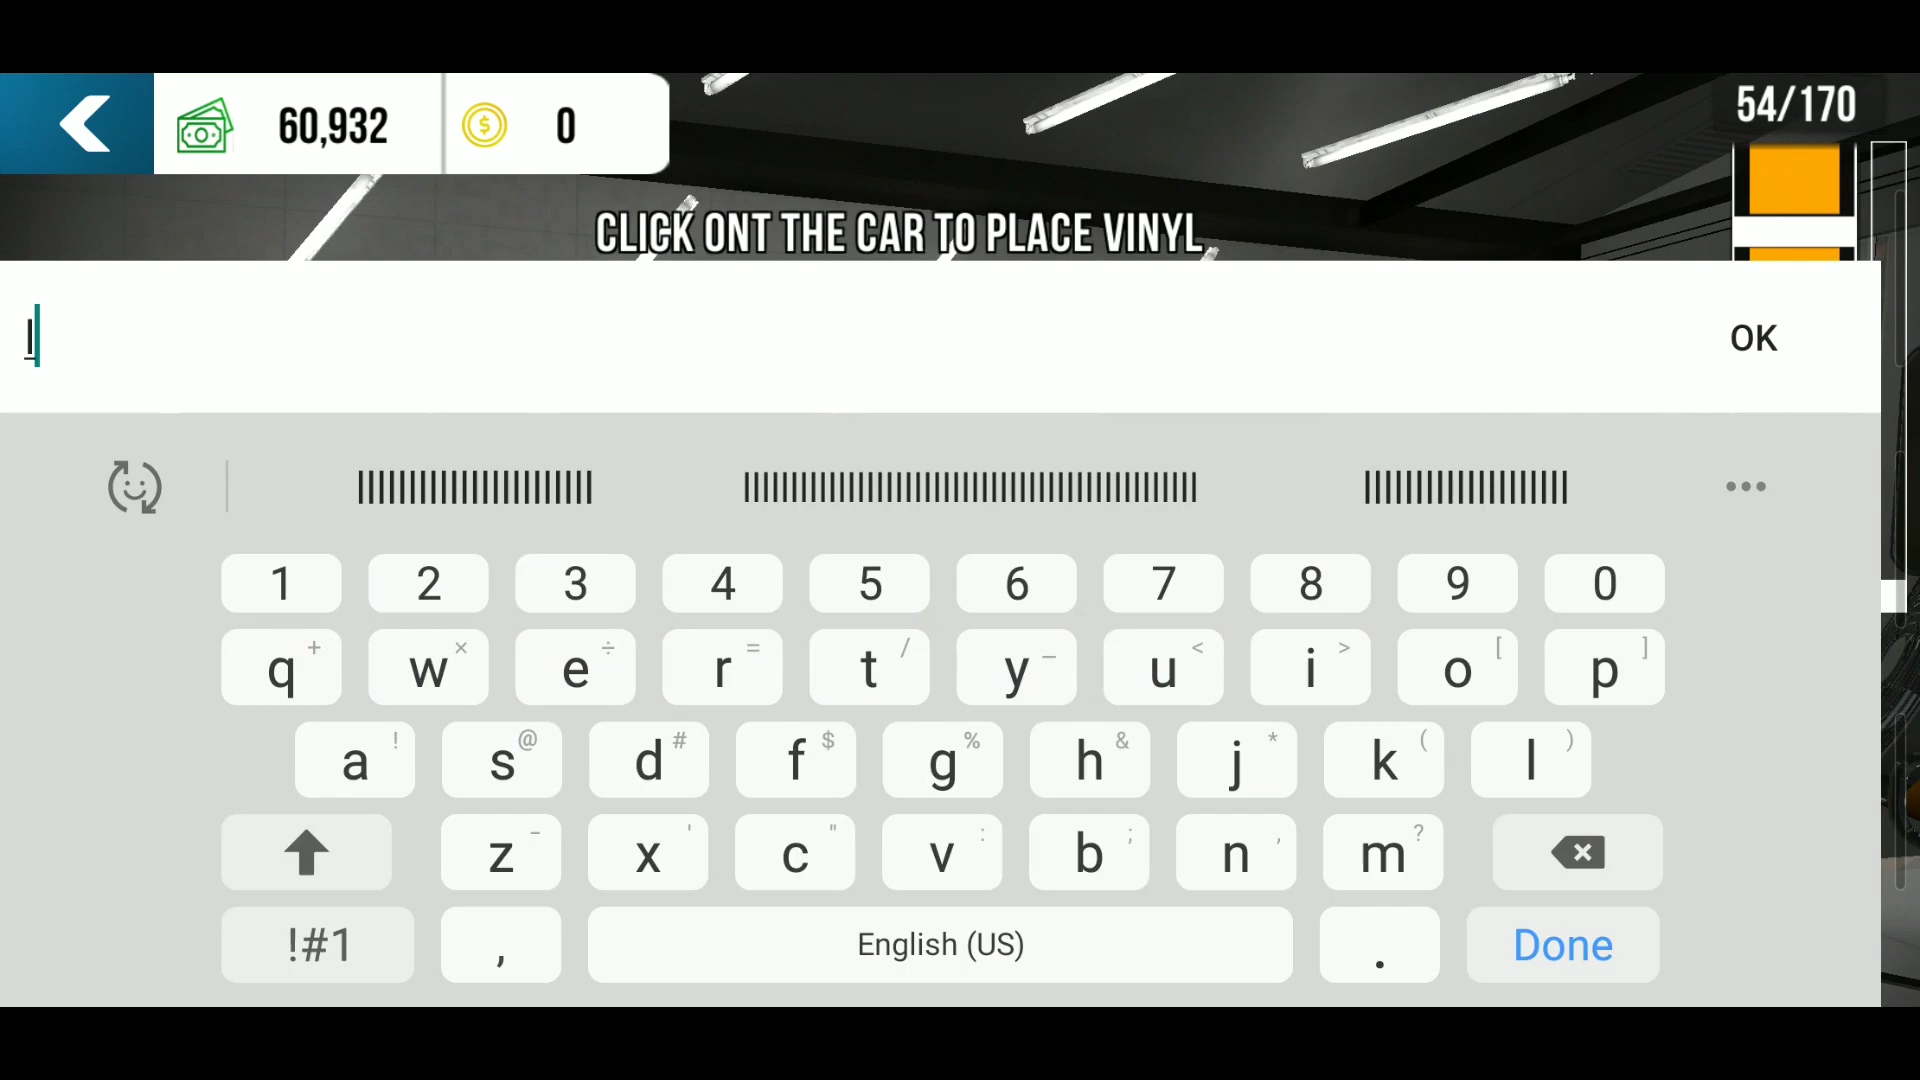 60,932
0
54/170
CLICK ONT THE CAR TO PLACE VINYL
OK
1 2 3 4 5 6 7 8 9 0
q + w × e ÷ r = t / y _ u < i > o [ p ]
a ! s @ d # f $ g % h & j * k ( l )
z - x ' c " v : b ; n , m ?
!#1 , English (US) . Done